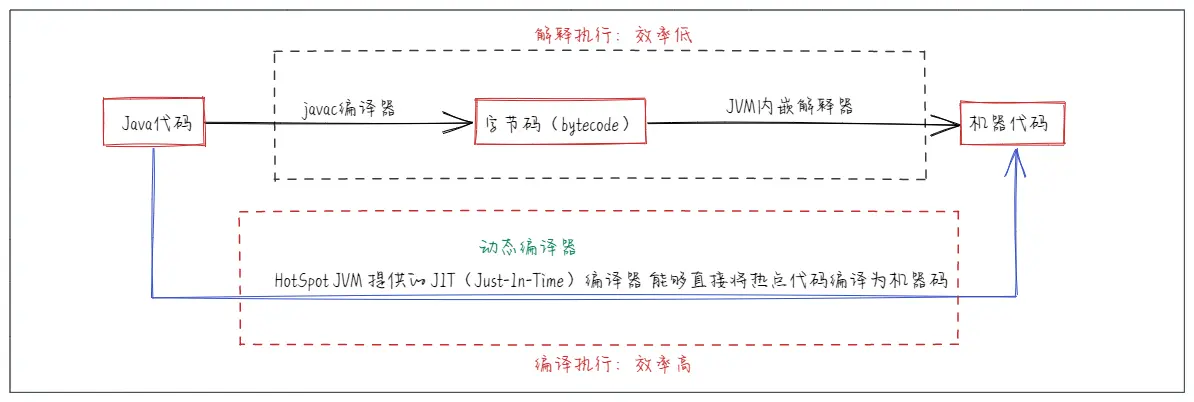 解释执行：效率低
javac编译器
JVM内嵌解释器
Java代码
字节码（bytecode）
机器代码
动态编译器
HotSpot JVM 提供的 JIT（Just-In-Time）编译器 能够直接将热点代码编译为机器码
编译执行：效率高